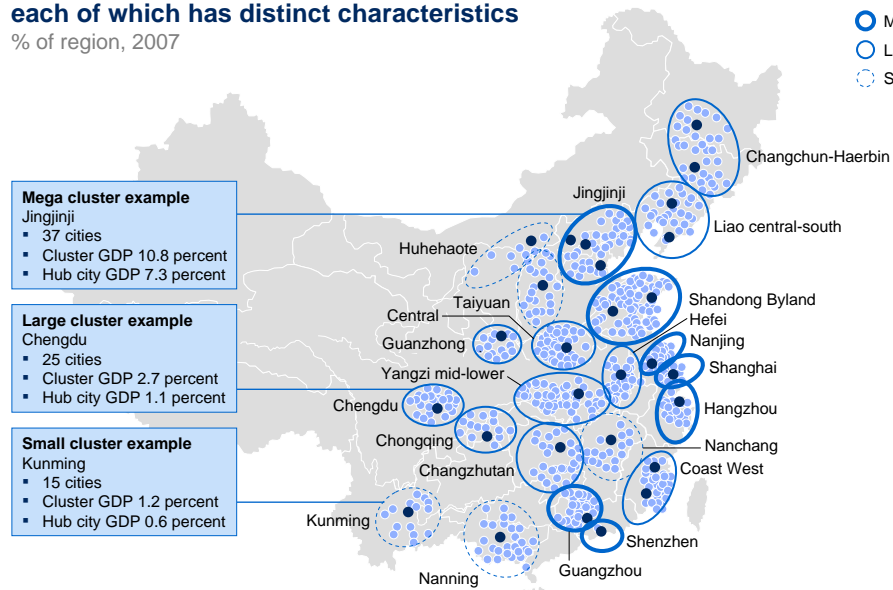 each of which has distinct characteristics
% of region, 2007
M
L
S
Mega cluster example
Jingjinji
▪ 37 cities
▪ Cluster GDP 10.8 percent
▪ Hub city GDP 7.3 percent
Large cluster example
Chengdu
▪ 25 cities
▪ Cluster GDP 2.7 percent
▪ Hub city GDP 1.1 percent
Small cluster example
Kunming
▪ 15 cities
▪ Cluster GDP 1.2 percent
▪ Hub city GDP 0.6 percent
Changchun-Haerbin
Jingjinji
Liao central-south
Huhehaote
Taiyuan
Shandong Byland
Central
Hefei
Guanzhong
Nanjing
Yangzi mid-lower
Shanghai
Chengdu
Hangzhou
Chongqing
Nanchang
Changzhutan
Coast West
Kunming
Shenzhen
Guangzhou
Nanning